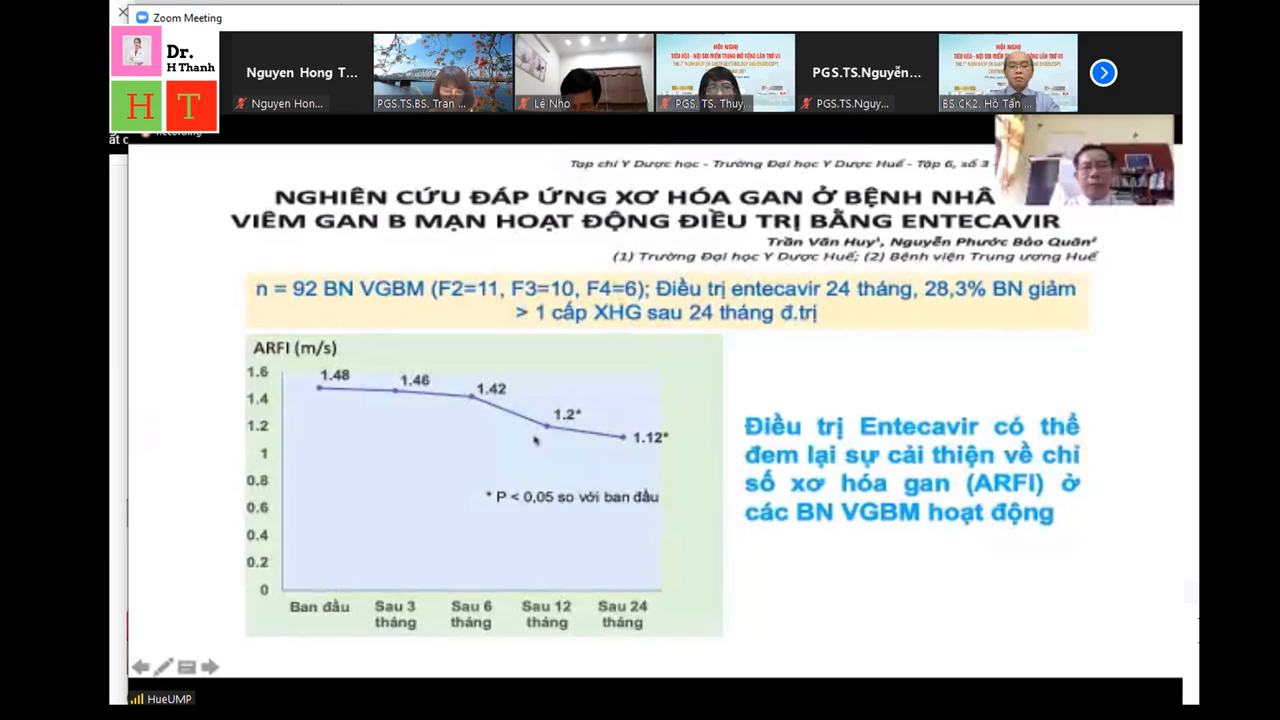 Zoom Meeting
Dr.
H Thanh
H T
Nguyen Hong T...
Nguyen Hon...
PGS.TS.BS. Tran ...
Lê Nho
HỘI NGHỊ
PGS. TS. Thuy...
PGS.TS.Nguyễn...
PGS.TS.Nguy...
HỘI NGHỊ
BS CK2. Hồ Tấn ...
Recording
Tạp chí Y Dược học - Trường Đại học Y Dược Huế - Tập 6, số 3
NGHIÊN CỨU ĐÁP ỨNG XƠ HÓA GAN Ở BỆNH NHÂ
VIÊM GAN B MẠN HOẠT ĐỘNG ĐIỀU TRỊ BẰNG ENTECAVIR
Trần Văn Huy¹, Nguyễn Phước Bảo Quân²
(1) Trường Đại học Y Dược Huế; (2) Bệnh viện Trung ương Huế
n = 92 BN VGBM (F2=11, F3=10, F4=6); Điều trị entecavir 24 tháng, 28,3% BN giảm
> 1 cấp XHG sau 24 tháng đ.trị
ARFI (m/s)
1.6
1.4
1.2
1
0.8
0.6
0.4
0.2
0
1.48
1.46
1.42
1.2*
1.12*
* P < 0,05 so với ban đầu
Ban đầu
Sau 3 tháng
Sau 6 tháng
Sau 12 tháng
Sau 24 tháng
Điều trị Entecavir có thể
đem lại sự cải thiện về chỉ
số xơ hóa gan (ARFI) ở
các BN VGBM hoạt động
HueUMP